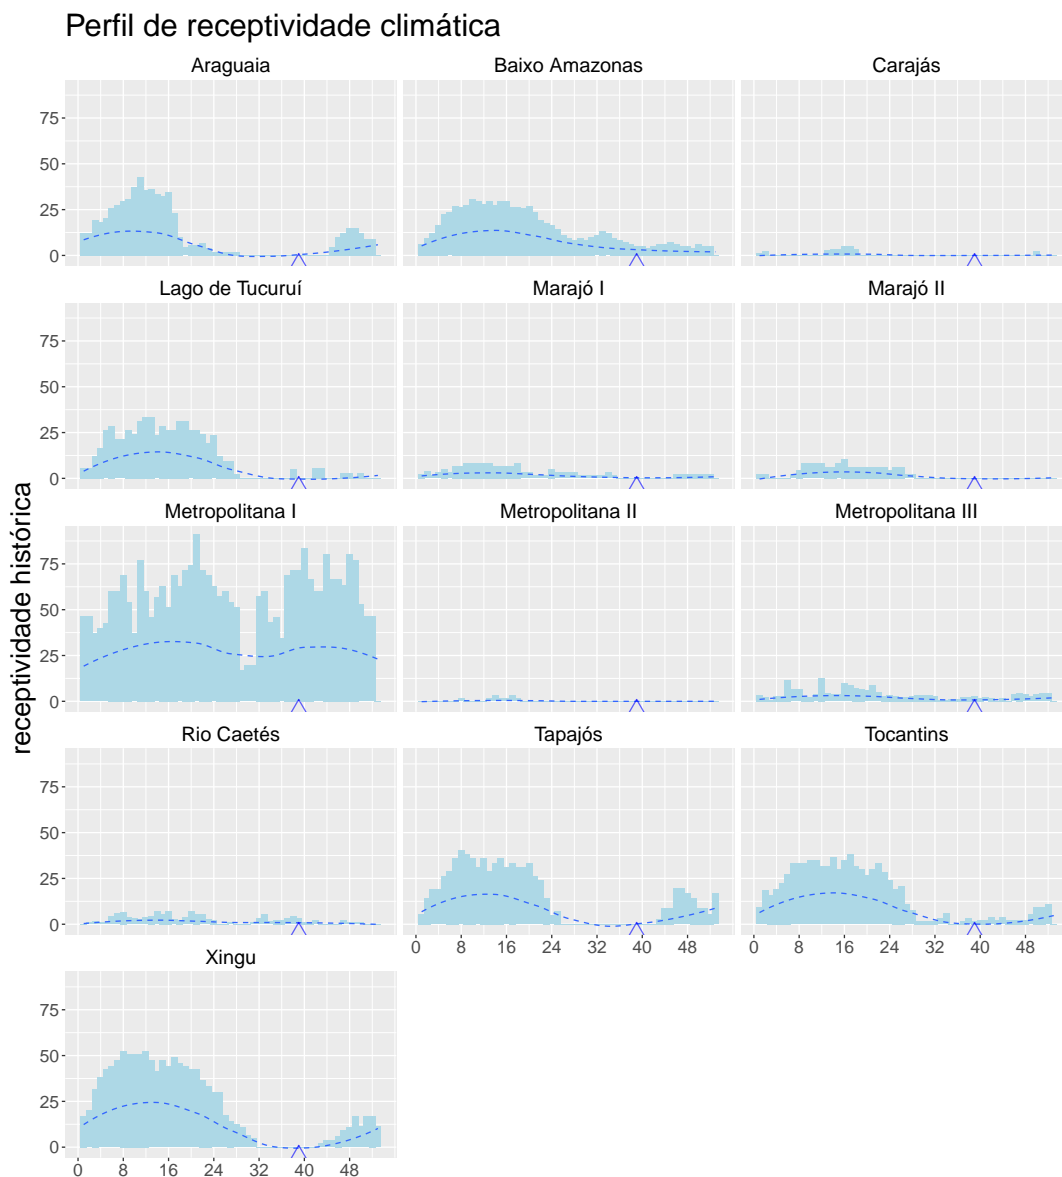 Perfil de receptividade climática
Araguaia
Baixo Amazonas
Carajás
75
50
25
0
Lago de Tucuruí
Marajó I
Marajó II
75
50
25
0
Metropolitana I
Metropolitana II
Metropolitana III
75
50
25
0
receptividade histórica
Rio Caetés
Tapajós
Tocantins
75
50
25
0
0 8 16 24 32 40 48
0 8 16 24 32 40 48
Xingu
75
50
25
0
0 8 16 24 32 40 48